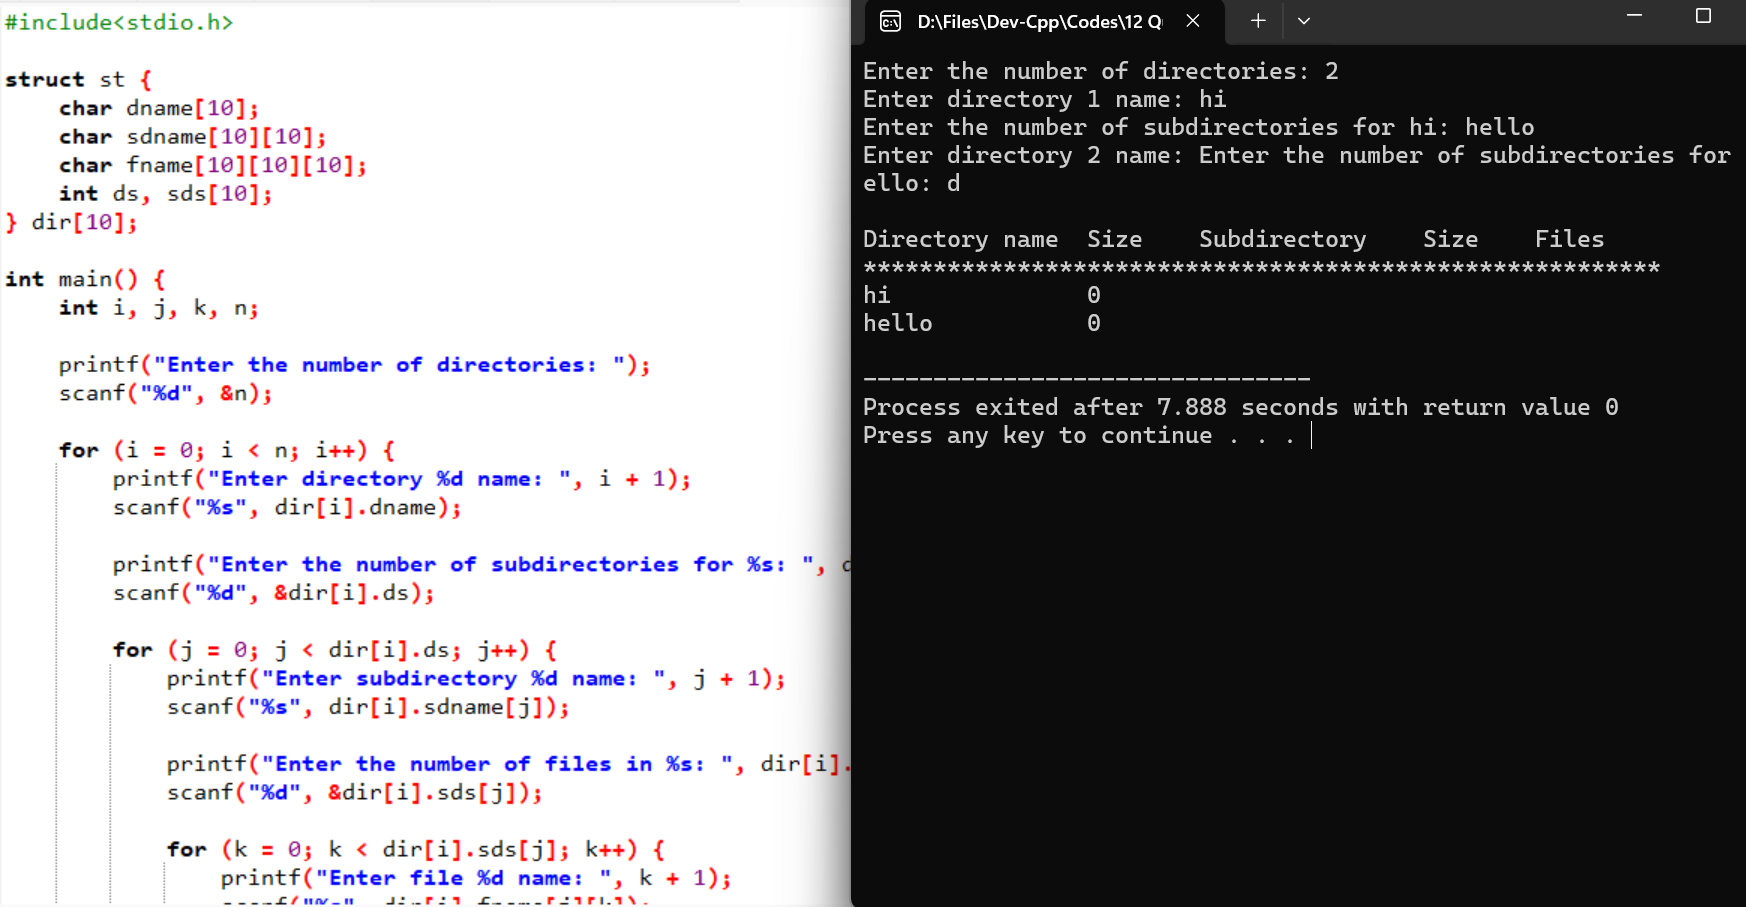 #include<stdio.h>
struct st {
char dname[10];
char sdname[10][10];
char fname[10][10][10];
int ds, sds[10];
} dir[10];
int main() {
int i, j, k, n;
printf("Enter the number of directories: ");
scanf("%d", &n);
for (i = 0; i < n; i++) {
printf("Enter directory %d name: ", i + 1);
scanf("%s", dir[i].dname);
printf("Enter the number of subdirectories for %s: ",
scanf("%d", &dir[i].ds);
for (j = 0; j < dir[i].ds; j++) {
printf("Enter subdirectory %d name: ", j + 1);
scanf("%s", dir[i].sdname[j]);
printf("Enter the number of files in %s: ", dir[i].
scanf("%d", &dir[i].sds[j]);
for (k = 0; k < dir[i].sds[j]; k++) {
printf("Enter file %d name: ", k + 1);
D:\Files\Dev-Cpp\Codes\12 Q
Enter the number of directories: 2
Enter directory 1 name: hi
Enter the number of subdirectories for hi: hello
Enter directory 2 name: Enter the number of subdirectories for
ello: d
Directory name  Size    Subdirectory    Size    Files
*********************************************************
hi              0
hello           0
--------------------------------
Process exited after 7.888 seconds with return value 0
Press any key to continue . . .